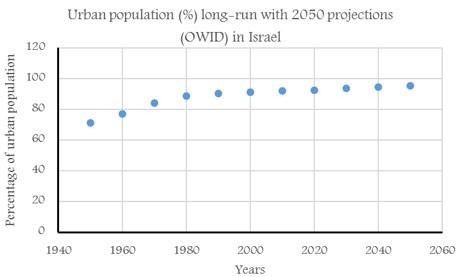 Urban population (%) long-run with 2050 projections
(OWID) in Israel
Percentage of urban population
120
100
80
60
40
20
0
1940 1960 1980 2000 2020 2040 2060
Years